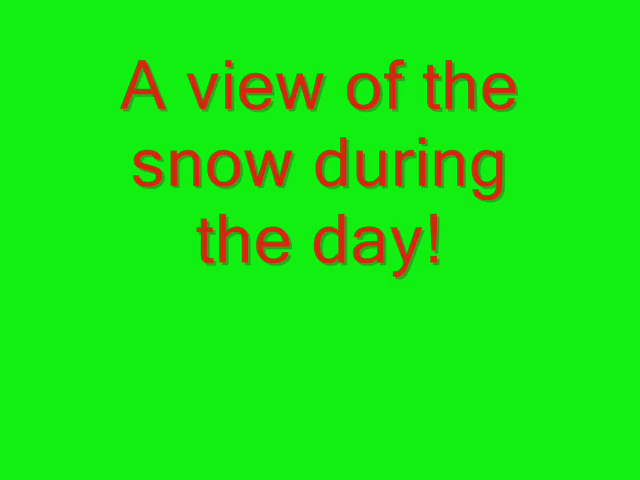 A view of the
snow during
the day!